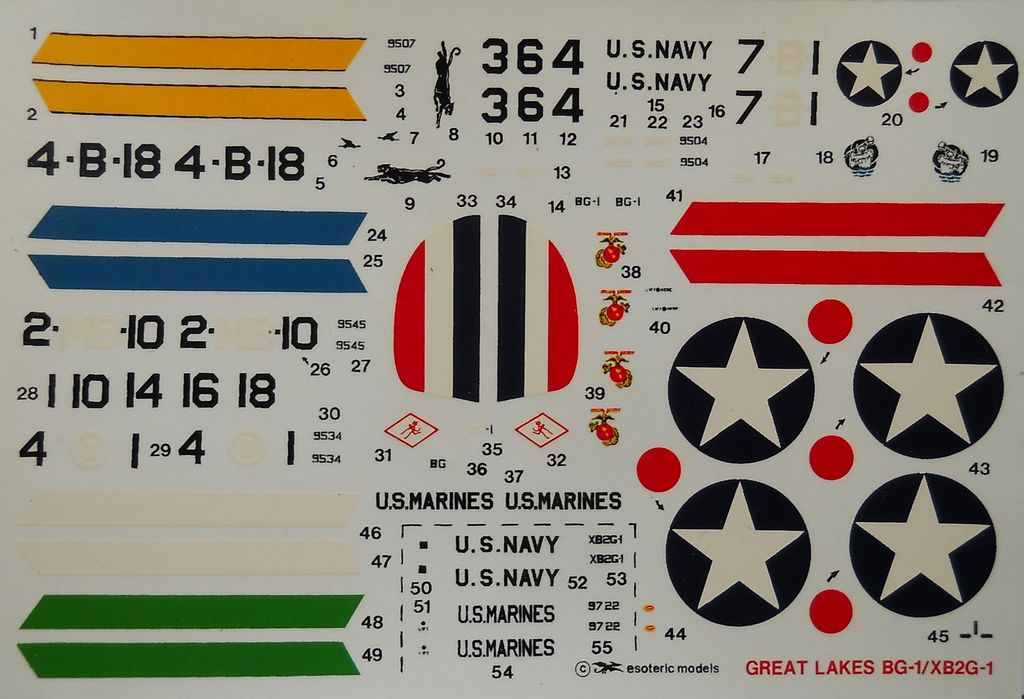 1
9507
364
U.S.NAVY
7 B 1
9507
U.S.NAVY
2
3
4
364
15
16
7 B 1
21 22 23
20
4-B-18 4-B-18
5
6
7
8
10 11 12
9504
9504
13
17
18
19
9
33 34
14
BG-1 BG-1
41
24
25
38
40
42
2-MB-10 2-MB-10
9545
9545
26
27
28
1 10 14 16 18
39
30
4 1 29 4 1
9534
9534
31
-1
35
32
BG
36
37
43
U.S.MARINES U.S.MARINES
46
47
U.S.NAVY
XB2G-1
XB2G-1
50
U.S.NAVY
52 53
51
U.S.MARINES
9722
9722
48
LIFT
U.S.MARINES
55
44
45
49
54
© esoteric models
GREAT LAKES BG-1/XB2G-1